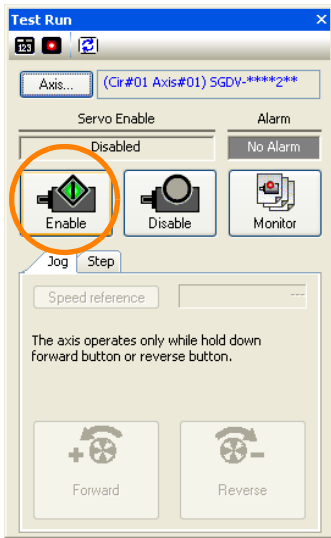 Test Run
123
Axis... (Cir#01 Axis#01) SGDV-****2**
Servo Enable Alarm
Disabled No Alarm
Enable Disable Monitor
Jog Step
Speed reference ---
The axis operates only while hold down
forward button or reverse button.
Forward Reverse